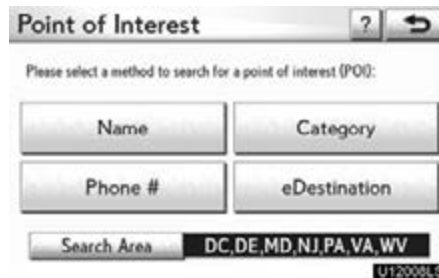 Point of Interest ?
Please select a method to search for a point of interest (POI):
Name Category
Phone # eDestination
Search Area DC,DE,MD,NJ,PA,VA,WV